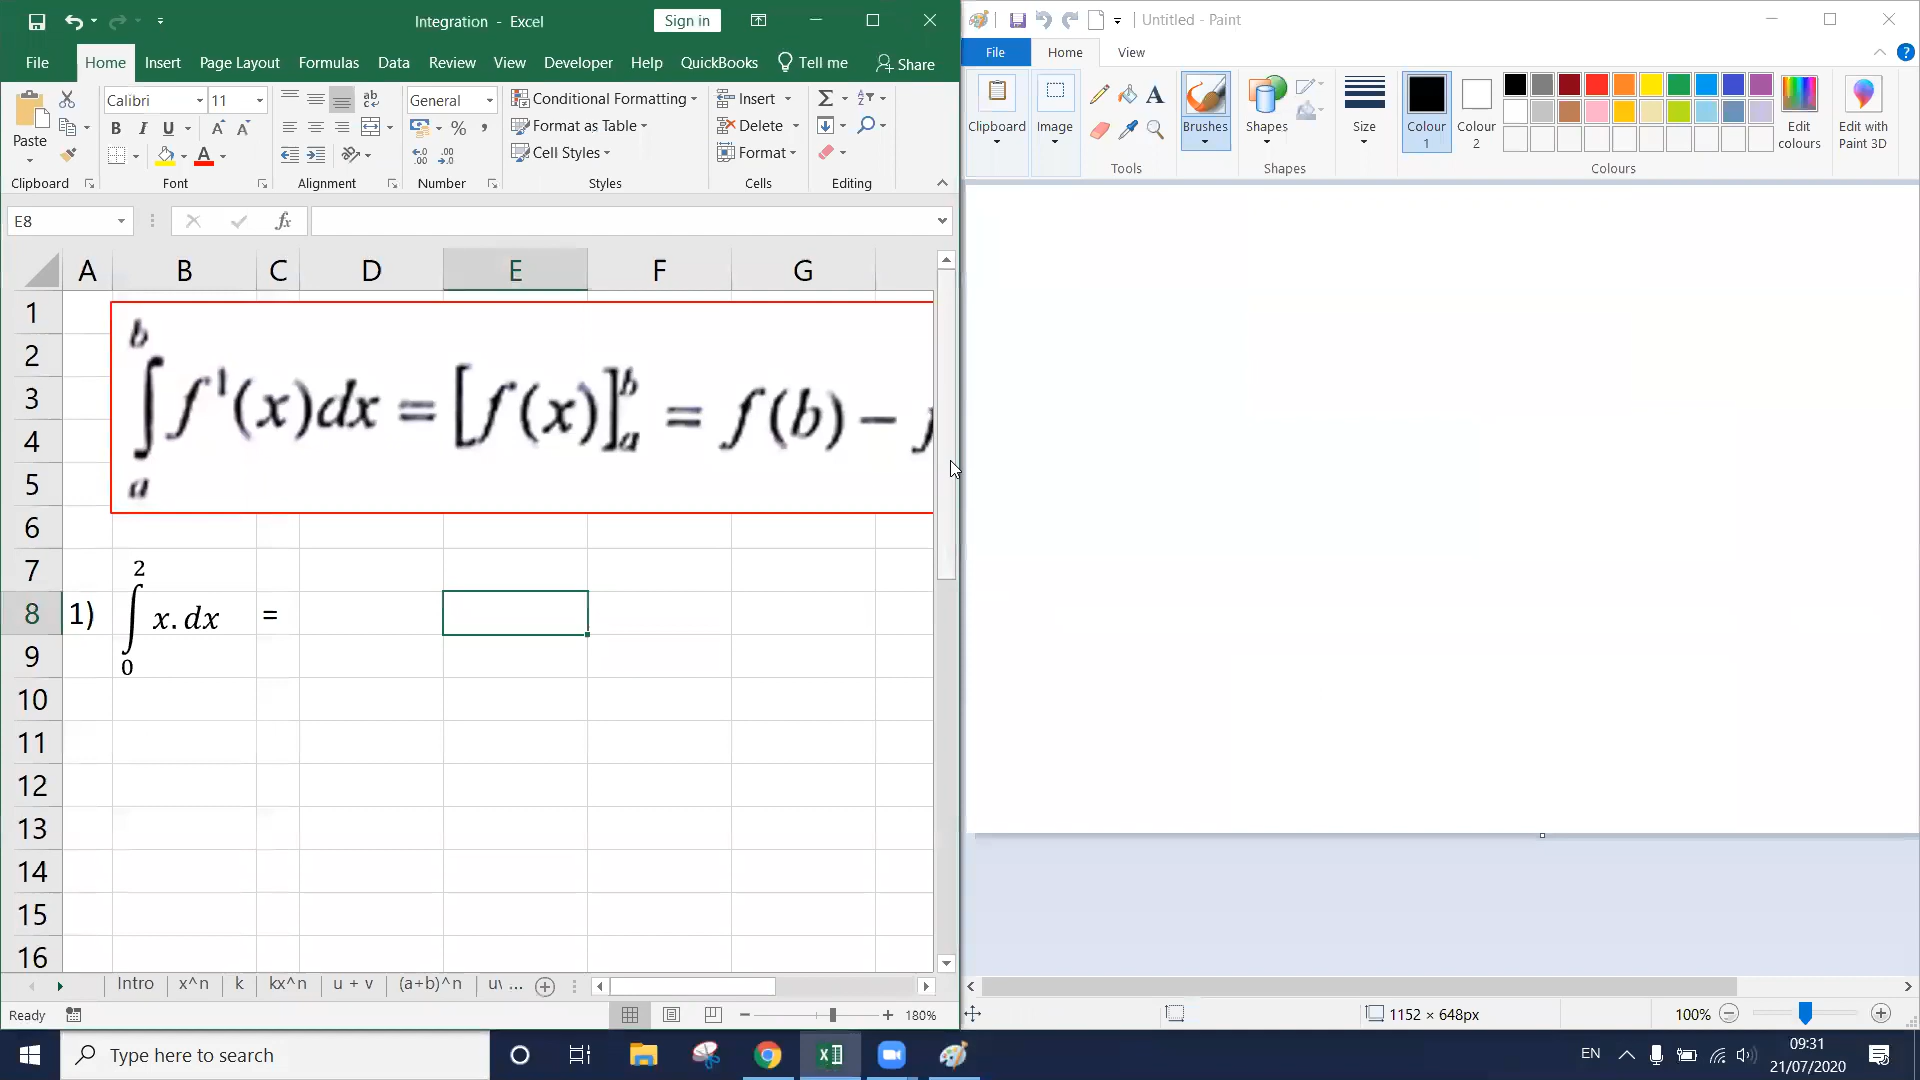 Integration - Excel
Sign in
File Home Insert Page Layout Formulas Data Review View Developer Help QuickBooks Tell me Share
Paste
Calibri 11
B I U A A
General
% ,
Conditional Formatting
Format as Table
Cell Styles
Insert
Delete
Format
Clipboard Font Alignment Number Styles Cells Editing
E8 fx
A B C D E F G
1
2
3
4
5
6
7
8
9
10
11
12
13
14
15
16
b
∫ f¹(x)dx = [f(x)]ᵇₐ = f(b) – f
a
2
1) ∫ x. dx =
0
Intro x^n k kx^n u + v (a+b)^n uv ...
Ready 180%
Untitled - Paint
File Home View
Clipboard Image Brushes Shapes Size Colour 1 Colour 2 Edit colours Edit with Paint 3D
Tools Shapes Colours
1152 × 648px 100%
Type here to search
EN
09:31
21/07/2020